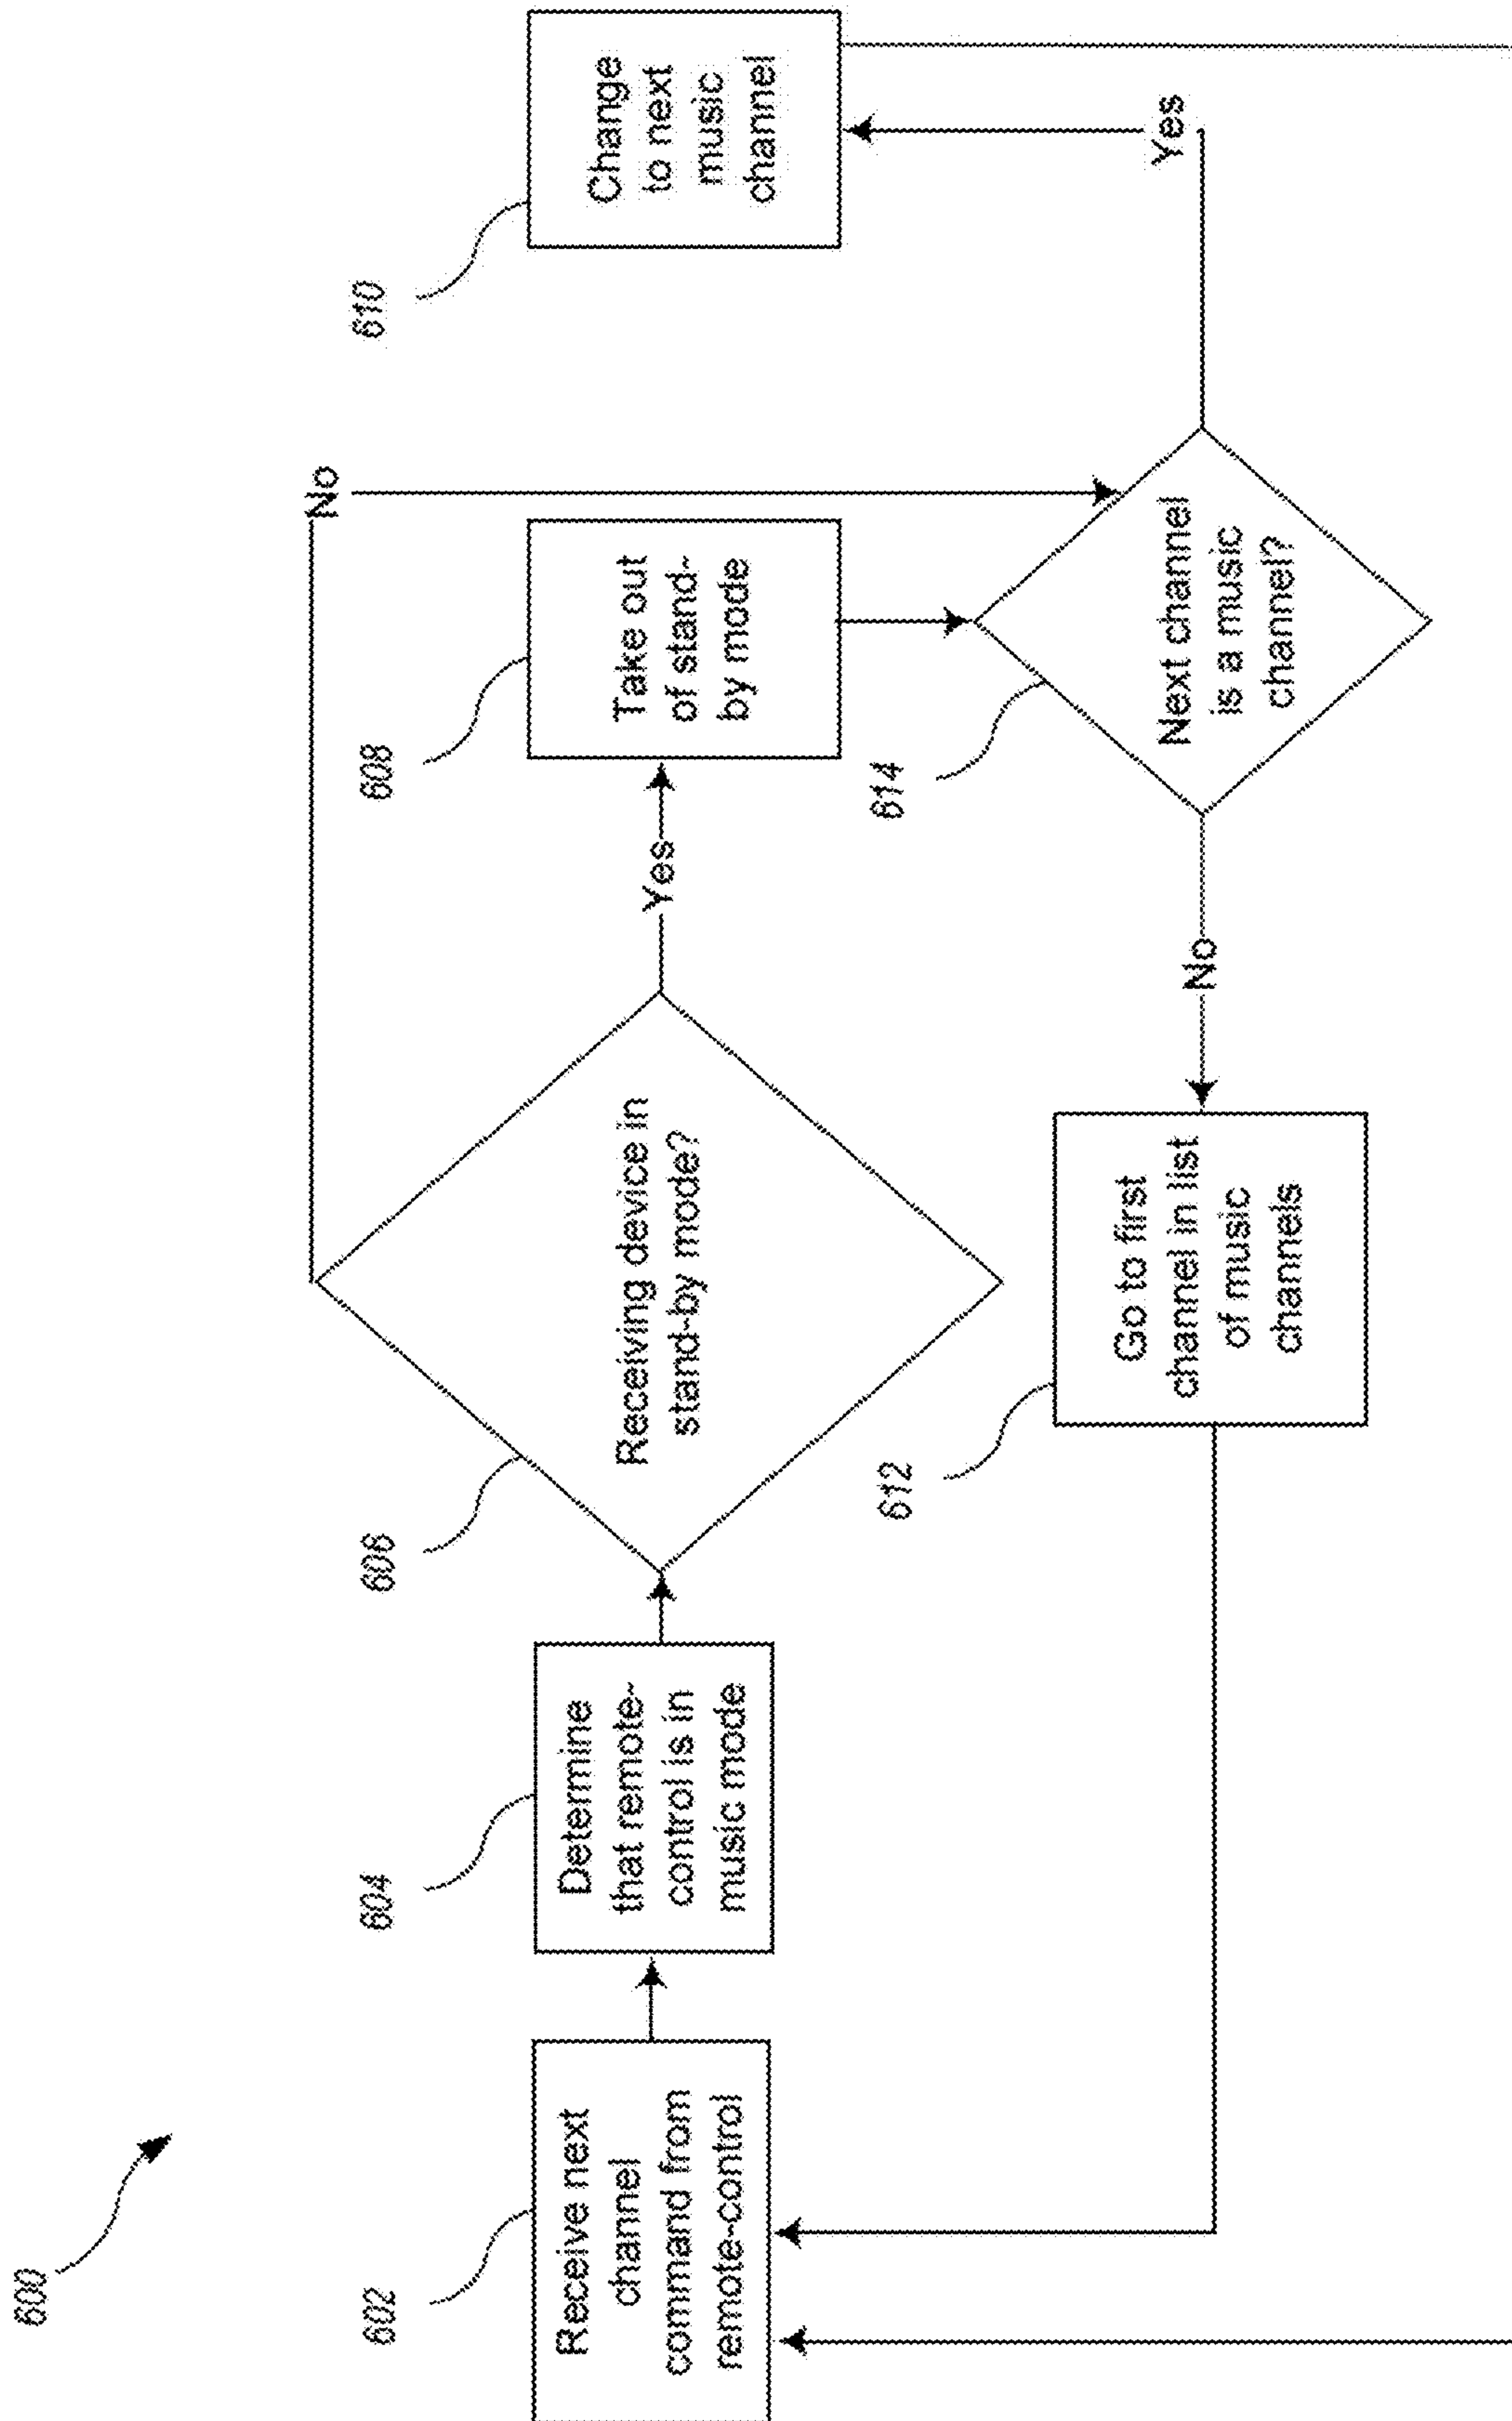 600
602
Receive next
channel
command from
remote-control
604
Determine
that remote-
control is in
music mode
606
Receiving device in
stand-by mode?
Yes
No
608
Take out
of stand-
by mode
614
Next channel
is a music
channel?
Yes
610
Change
to next
music
channel
No
612
Go to first
channel in list
of music
channels